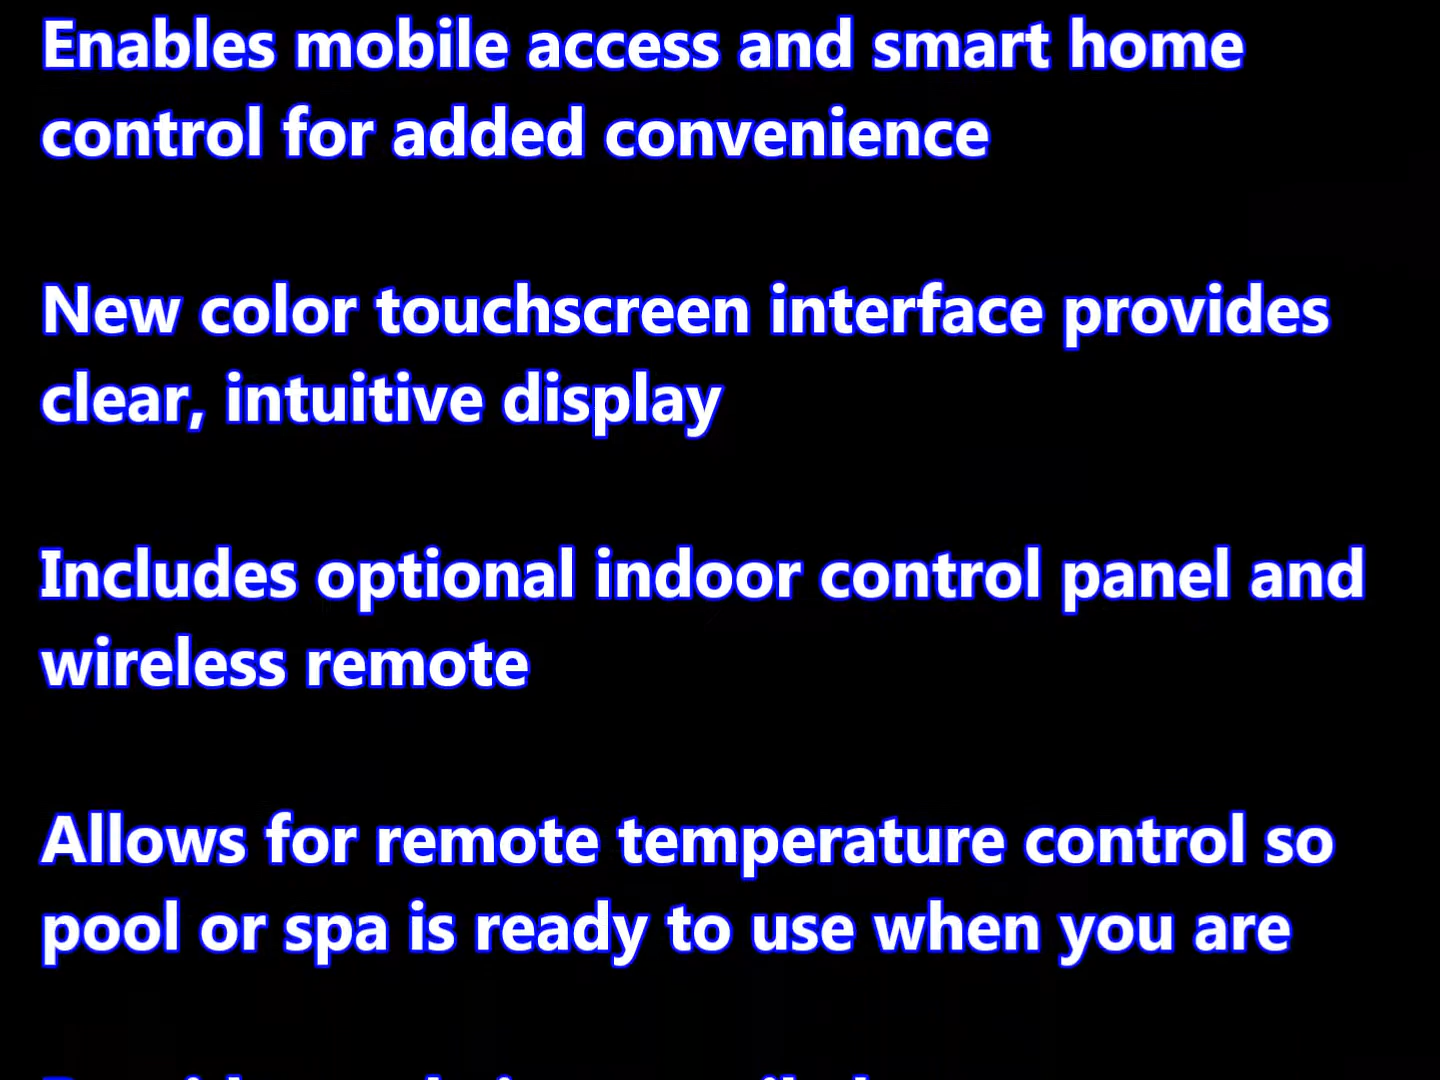 Enables mobile access and smart home
control for added convenience
New color touchscreen interface provides
clear, intuitive display
Includes optional indoor control panel and
wireless remote
Allows for remote temperature control so
pool or spa is ready to use when you are